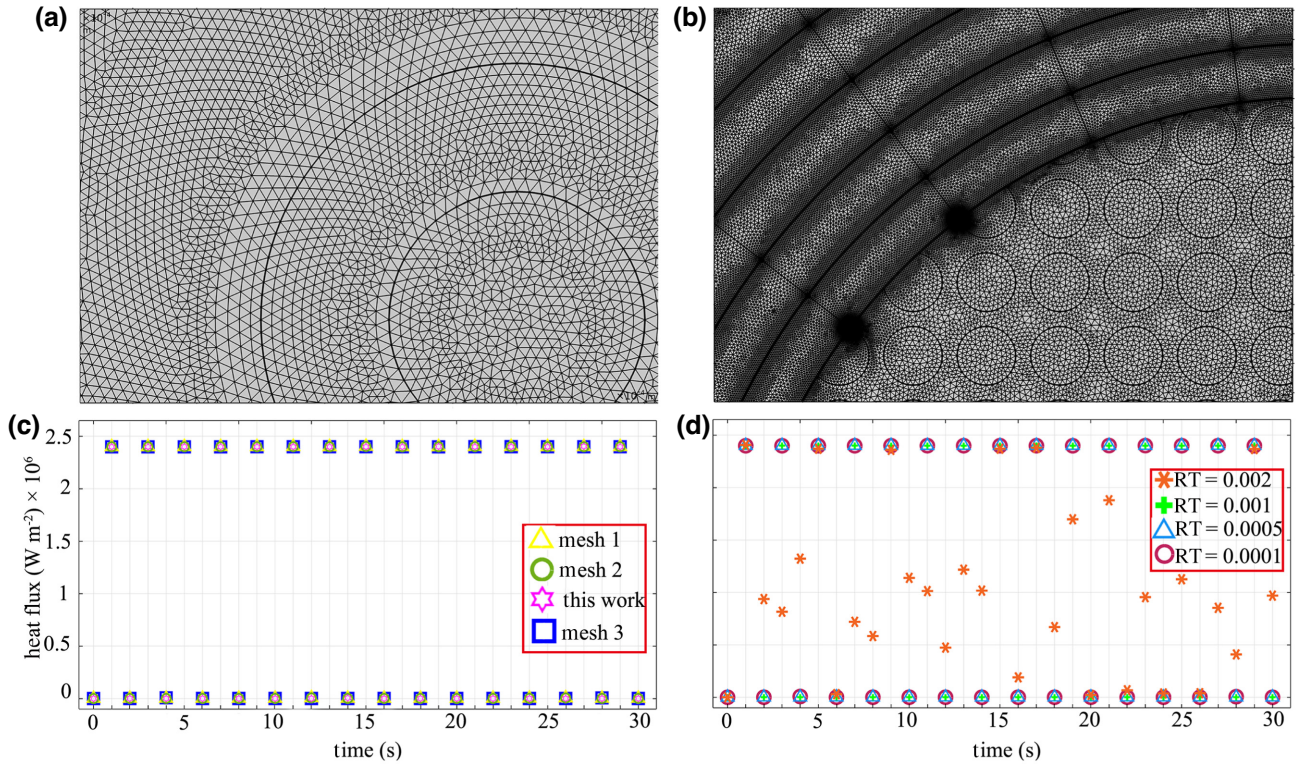 (a)
(b)
(c)
2.5
2
1.5
1
0.5
0
heat flux (W m⁻²) × 10⁶
mesh 1
mesh 2
this work
mesh 3
0 5 10 15 20 25 30
time (s)
(d)
RT = 0.002
RT = 0.001
RT = 0.0005
RT = 0.0001
0 5 10 15 20 25 30
time (s)